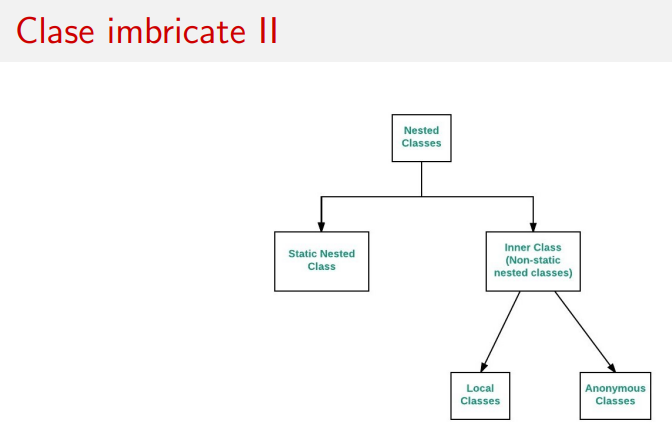 Clase imbricate II
Nested
Classes
Static Nested
Class
Inner Class
(Non-static
nested classes)
Local
Classes
Anonymous
Classes